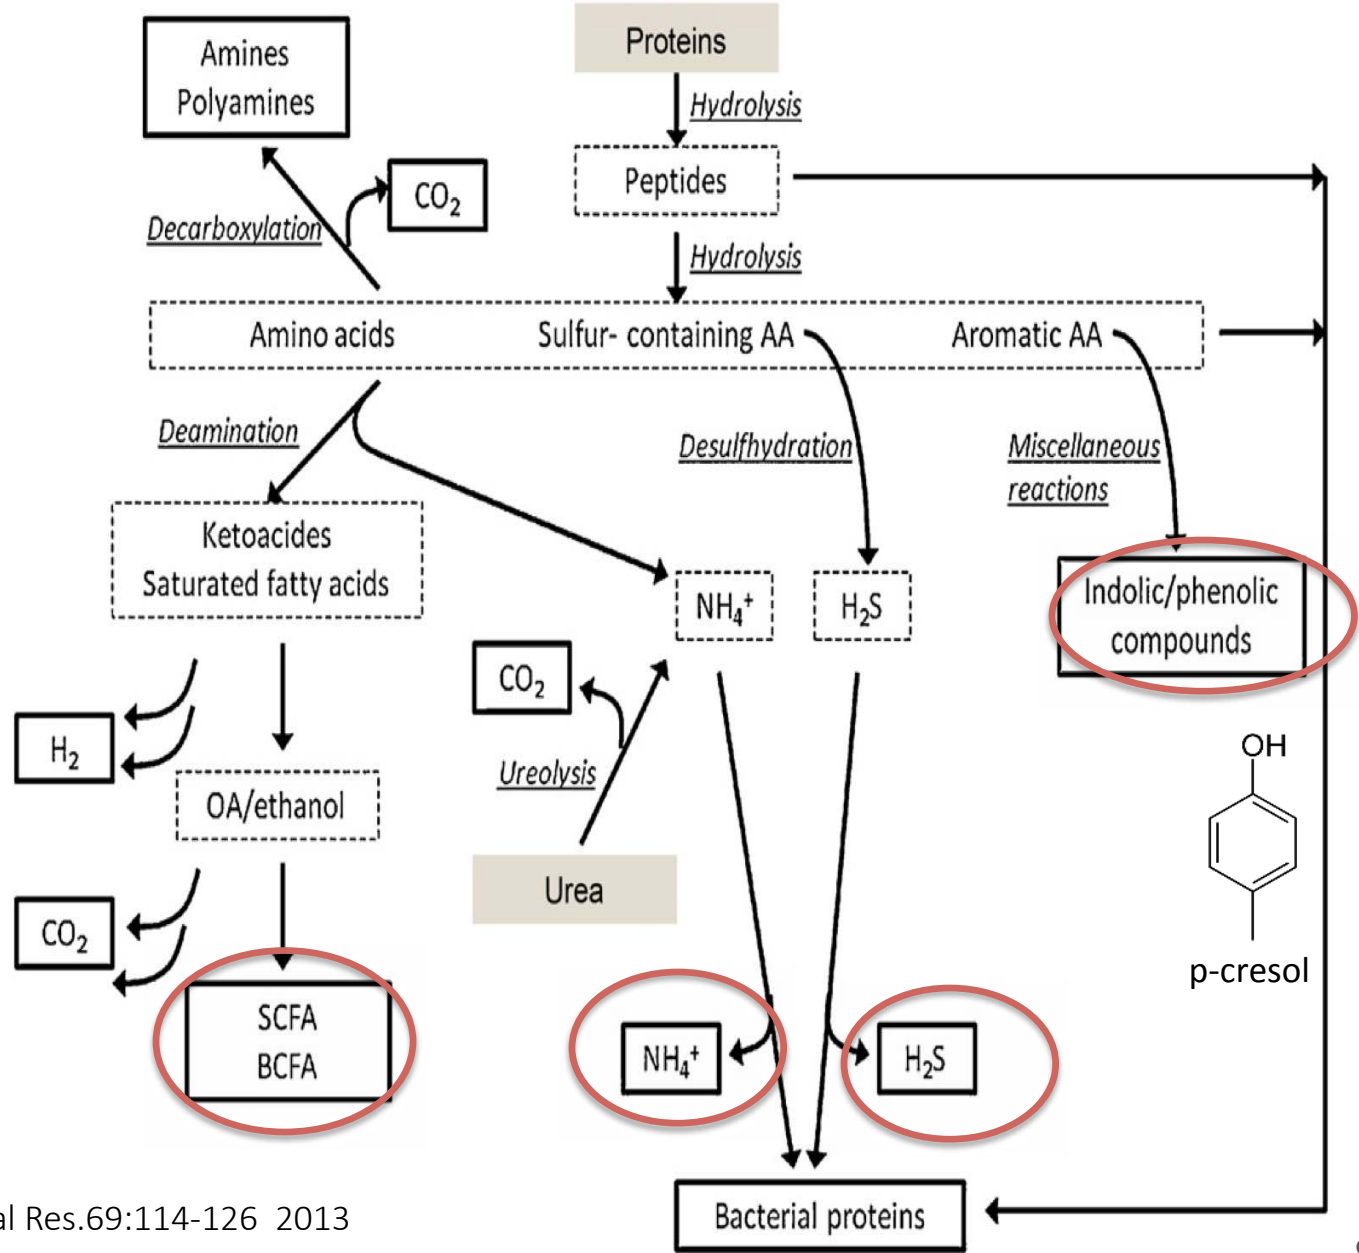 Proteins
Amines
Polyamines
Hydrolysis
Peptides
CO₂
Decarboxylation
Hydrolysis
Amino acids
Sulfur- containing AA
Aromatic AA
Deamination
Desulfhydration
Miscellaneous
reactions
Ketoacides
Saturated fatty acids
NH₄⁺
H₂S
Indolic/phenolic
compounds
CO₂
H₂
Ureolysis
OH
OA/ethanol
Urea
CO₂
p-cresol
SCFA
BCFA
NH₄⁺
H₂S
Bacterial proteins
al Res.69:114-126 2013